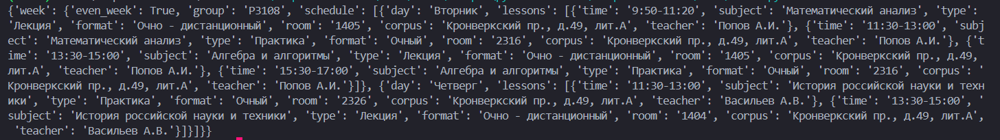 {'week': {'even_week': True, 'group': 'P3108', 'schedule': [{'day': 'Вторник', 'lessons': [{'time': '9:50-11:20', 'subject': 'Математический анализ', 'type':
'Лекция', 'format': 'Очно - дистанционный', 'room': '1405', 'corpus': 'Кронверкский пр., д.49, лит.А', 'teacher': 'Попов А.И.'}, {'time': '11:30-13:00', 'subj
ect': 'Математический анализ', 'type': 'Практика', 'format': 'Очный', 'room': '2316', 'corpus': 'Кронверкский пр., д.49, лит.А', 'teacher': 'Попов А.И.'}, {'t
ime': '13:30-15:00', 'subject': 'Алгебра и алгоритмы', 'type': 'Лекция', 'format': 'Очно - дистанционный', 'room': '1405', 'corpus': 'Кронверкский пр., д.49,
лит.А', 'teacher': 'Попов А.И.'}, {'time': '15:30-17:00', 'subject': 'Алгебра и алгоритмы', 'type': 'Практика', 'format': 'Очный', 'room': '2316', 'corpus': '
Кронверкский пр., д.49, лит.А', 'teacher': 'Попов А.И.'}]}, {'day': 'Четверг', 'lessons': [{'time': '11:30-13:00', 'subject': 'История российской науки и техн
ики', 'type': 'Практика', 'format': 'Очный', 'room': '2326', 'corpus': 'Кронверкский пр., д.49, лит.А', 'teacher': 'Васильев А.В.'}, {'time': '13:30-15:00', '
subject': 'История российской науки и техники', 'type': 'Лекция', 'format': 'Очно - дистанционный', 'room': '1404', 'corpus': 'Кронверкский пр., д.49, лит.А',
'teacher': 'Васильев А.В.'}]}]}}